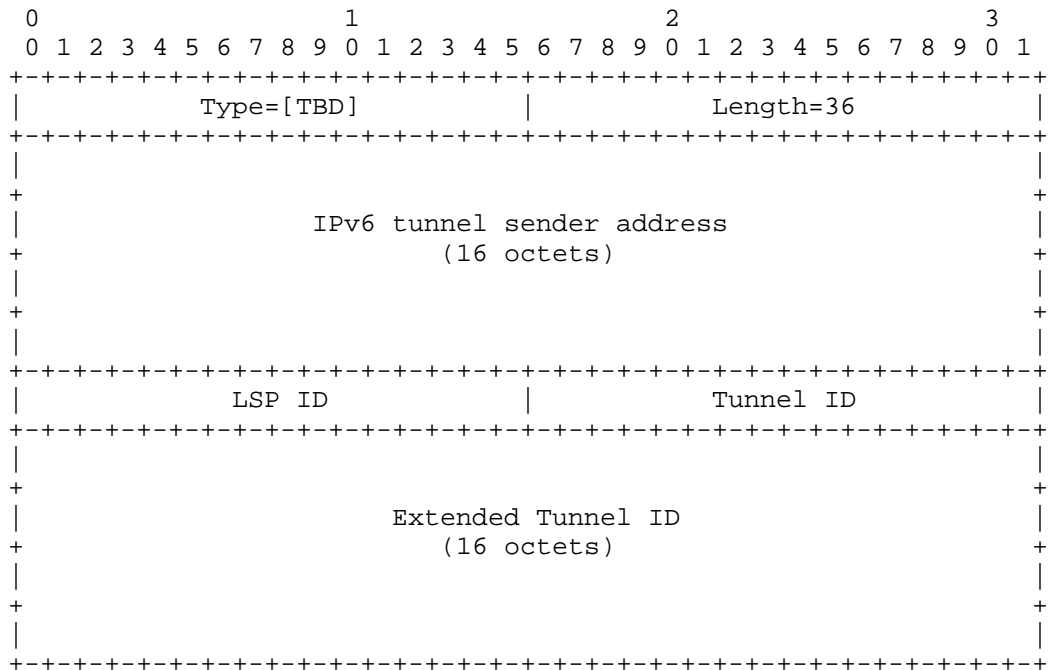 0                   1                   2                   3
 0 1 2 3 4 5 6 7 8 9 0 1 2 3 4 5 6 7 8 9 0 1 2 3 4 5 6 7 8 9 0 1
+-+-+-+-+-+-+-+-+-+-+-+-+-+-+-+-+-+-+-+-+-+-+-+-+-+-+-+-+-+-+-+-+
|           Type=[TBD]          |           Length=36           |
+-+-+-+-+-+-+-+-+-+-+-+-+-+-+-+-+-+-+-+-+-+-+-+-+-+-+-+-+-+-+-+-+
|                                                               |
+                                                               +
|                  IPv6 tunnel sender address                   |
+                          (16 octets)                          +
|                                                               |
+                                                               +
|                                                               |
+-+-+-+-+-+-+-+-+-+-+-+-+-+-+-+-+-+-+-+-+-+-+-+-+-+-+-+-+-+-+-+-+
|             LSP ID            |           Tunnel ID           |
+-+-+-+-+-+-+-+-+-+-+-+-+-+-+-+-+-+-+-+-+-+-+-+-+-+-+-+-+-+-+-+-+
|                                                               |
+                                                               +
|                       Extended Tunnel ID                      |
+                          (16 octets)                          +
|                                                               |
+                                                               +
|                                                               |
+-+-+-+-+-+-+-+-+-+-+-+-+-+-+-+-+-+-+-+-+-+-+-+-+-+-+-+-+-+-+-+-+